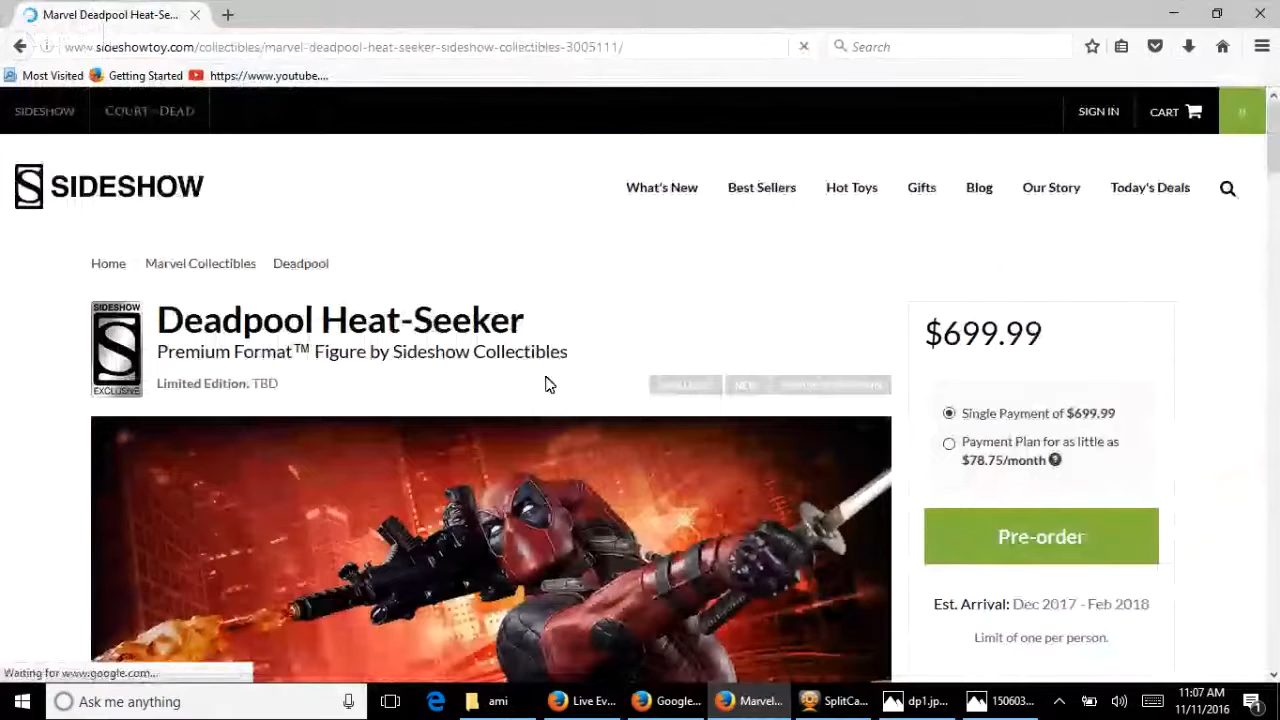 Marvel Deadpool Heat-Se...
www.sideshowtoy.com/collectibles/marvel-deadpool-heat-seeker-sideshow-collectibles-3005111/
Search
Most Visited
Getting Started
https://www.youtube....
SIDESHOW
COURT of DEAD
SIGN IN
CART
SIDESHOW
What's New
Best Sellers
Hot Toys
Gifts
Blog
Our Story
Today's Deals
Home
Marvel Collectibles
Deadpool
SIDESHOW
EXCLUSIVE
Deadpool Heat-Seeker
Premium Format™ Figure by Sideshow Collectibles
Limited Edition. TBD
NEW
$699.99
Single Payment of $699.99
Payment Plan for as little as
$78.75/month ?
Pre-order
Est. Arrival: Dec 2017 - Feb 2018
Limit of one per person.
Waiting for www.google.com...
Ask me anything
ami
Live Ev...
Google...
Marvel...
SplitCa...
dp1.jp...
150603...
11:07 AM
11/11/2016
1